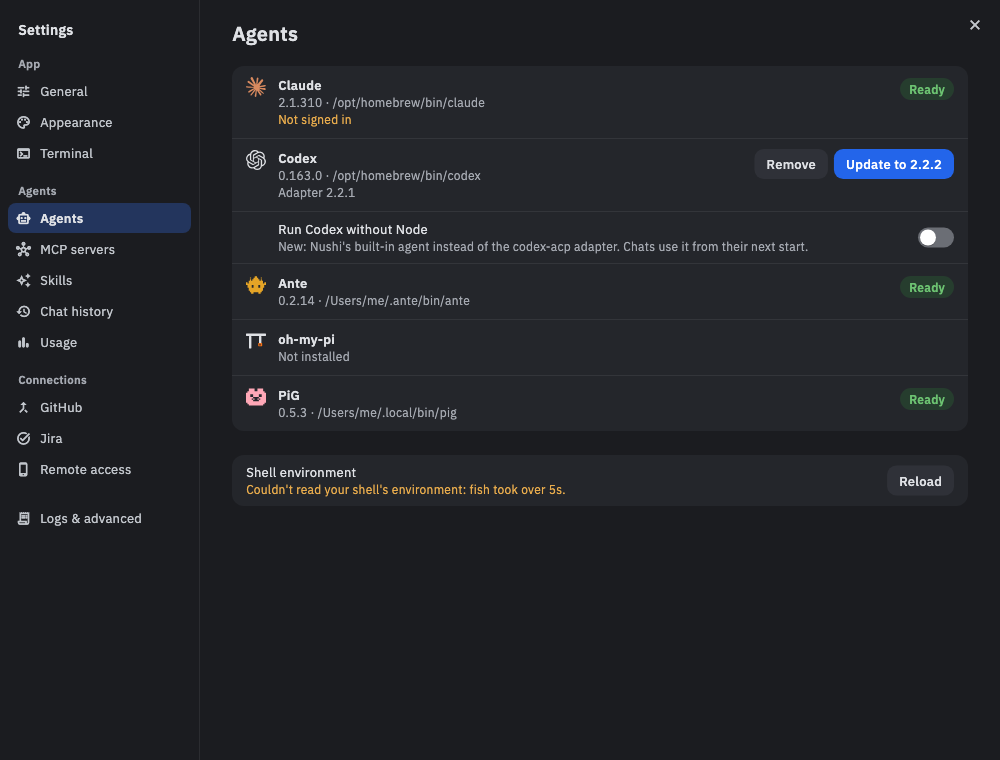 Settings
App
General
Appearance
Terminal
Agents
Agents
MCP servers
Skills
Chat history
Usage
Connections
GitHub
Jira
Remote access
Logs & advanced
Agents
Claude
2.1.310 · /opt/homebrew/bin/claude
Not signed in
Ready
Codex
0.163.0 · /opt/homebrew/bin/codex
Adapter 2.2.1
Remove
Update to 2.2.2
Run Codex without Node
New: Nushi's built-in agent instead of the codex-acp adapter. Chats use it from their next start.
Ante
0.2.14 · /Users/me/.ante/bin/ante
Ready
oh-my-pi
Not installed
PiG
0.5.3 · /Users/me/.local/bin/pig
Ready
Shell environment
Couldn't read your shell's environment: fish took over 5s.
Reload